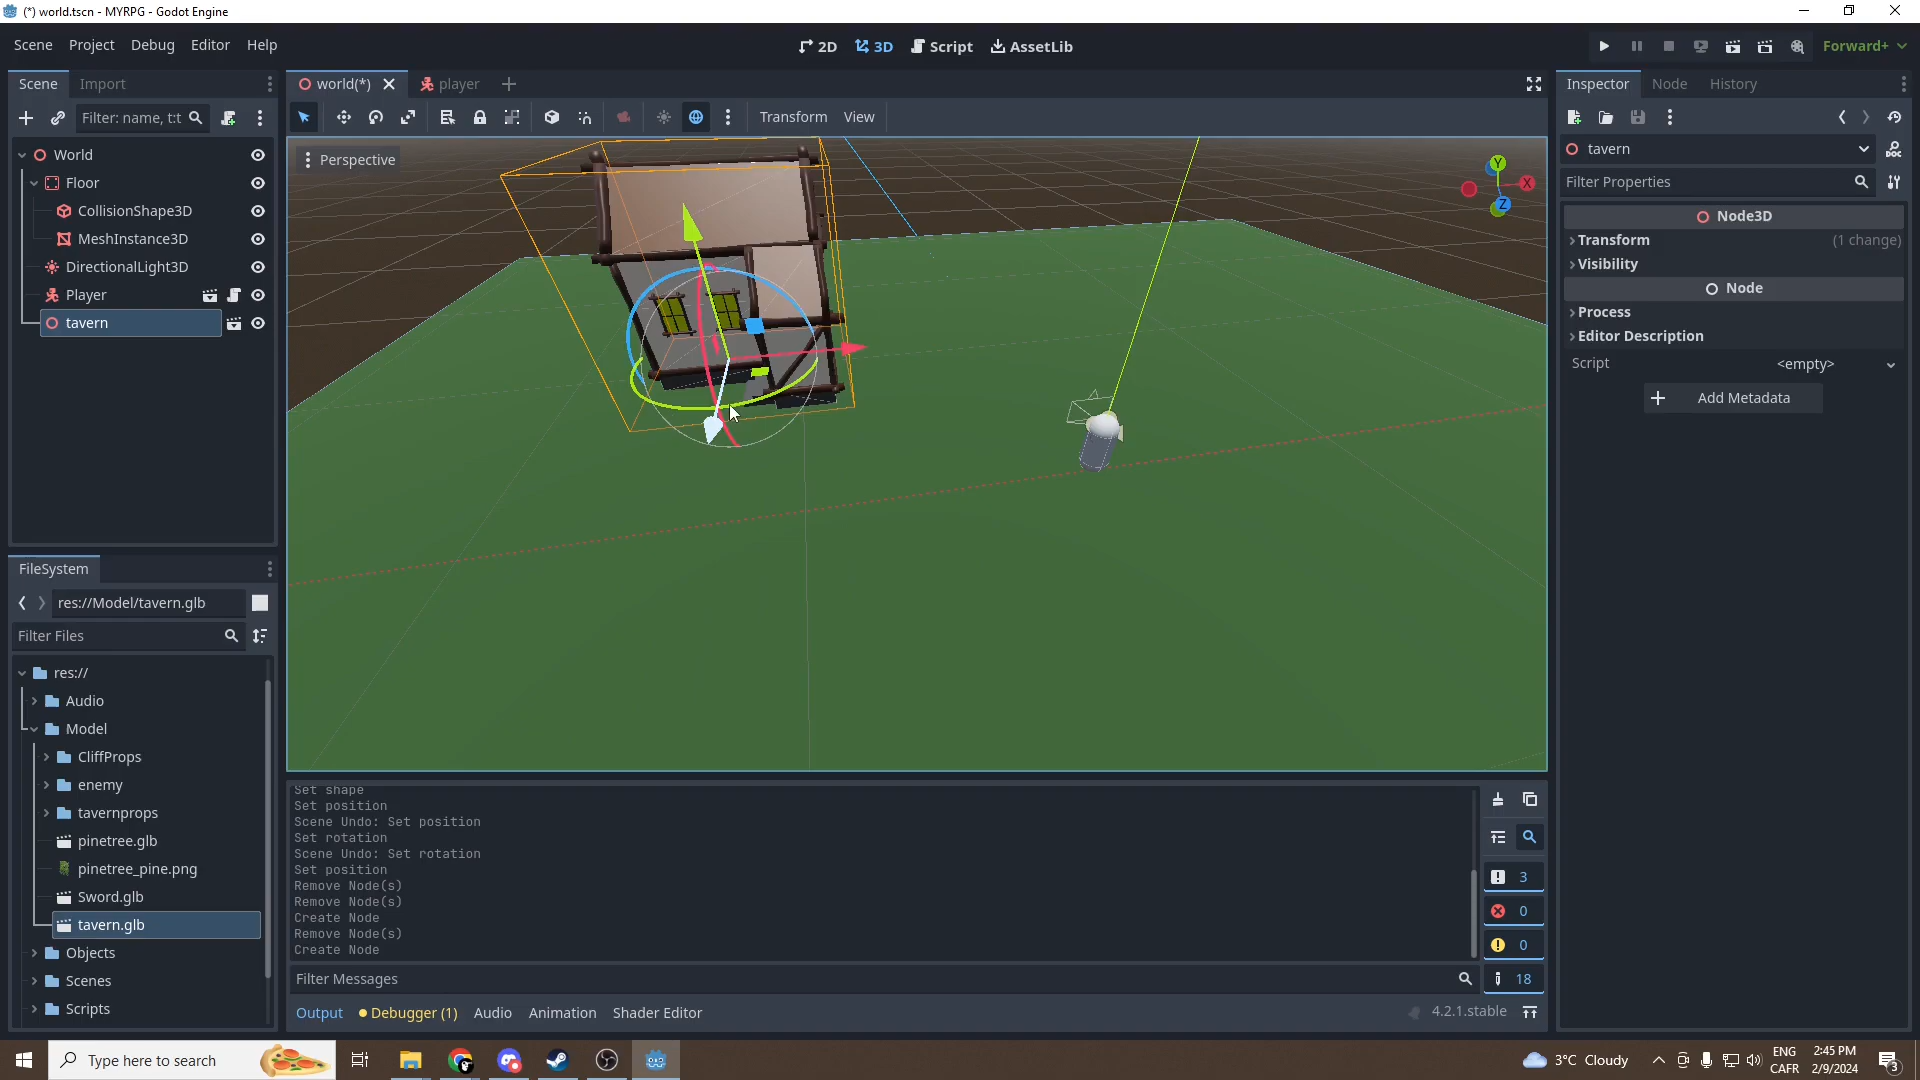 (*) world.tscn - MYRPG - Godot Engine
Scene Project Debug Editor Help
2D 3D Script AssetLib
Forward+
Scene Import
world(*) player
Inspector Node History
Filter: name, t:t
Transform View
tavern
Perspective
Y
X
Z
Filter Properties
World
Floor
CollisionShape3D
MeshInstance3D
DirectionalLight3D
Player
tavern
Node3D
Transform (1 change)
Visibility
Node
Process
Editor Description
Script <empty>
Add Metadata
FileSystem
res://Model/tavern.glb
Filter Files
res://
Audio
Model
CliffProps
enemy
tavernprops
pinetree.glb
pinetree_pine.png
Sword.glb
tavern.glb
Objects
Scenes
Scripts
Set shape
Set position
Scene Undo: Set position
Set rotation
Scene Undo: Set rotation
Set position
Remove Node(s)
Remove Node(s)
Create Node
Remove Node(s)
Create Node
3
0
0
18
Filter Messages
Output Debugger (1) Audio Animation Shader Editor
4.2.1.stable
Type here to search
3°C Cloudy
ENG
CAFR
2:45 PM
2/9/2024
3